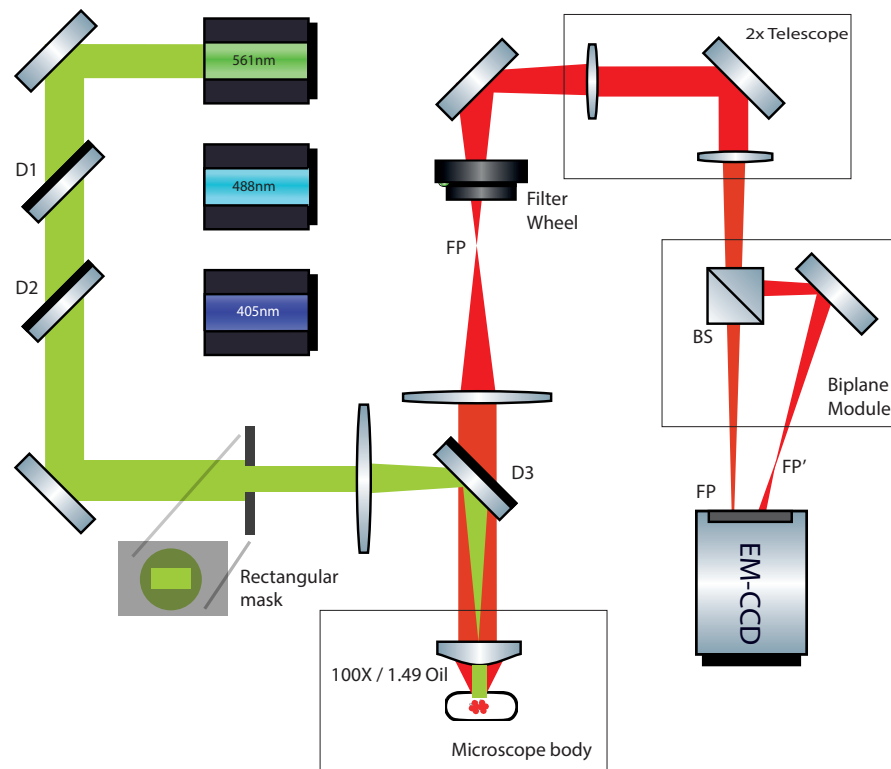 561nm
2x Telescope
D1
488nm
Filter
Wheel
FP
D2
405nm
BS
Biplane
Module
D3
FP'
FP
Rectangular
mask
EM-CCD
100X / 1.49 Oil
Microscope body